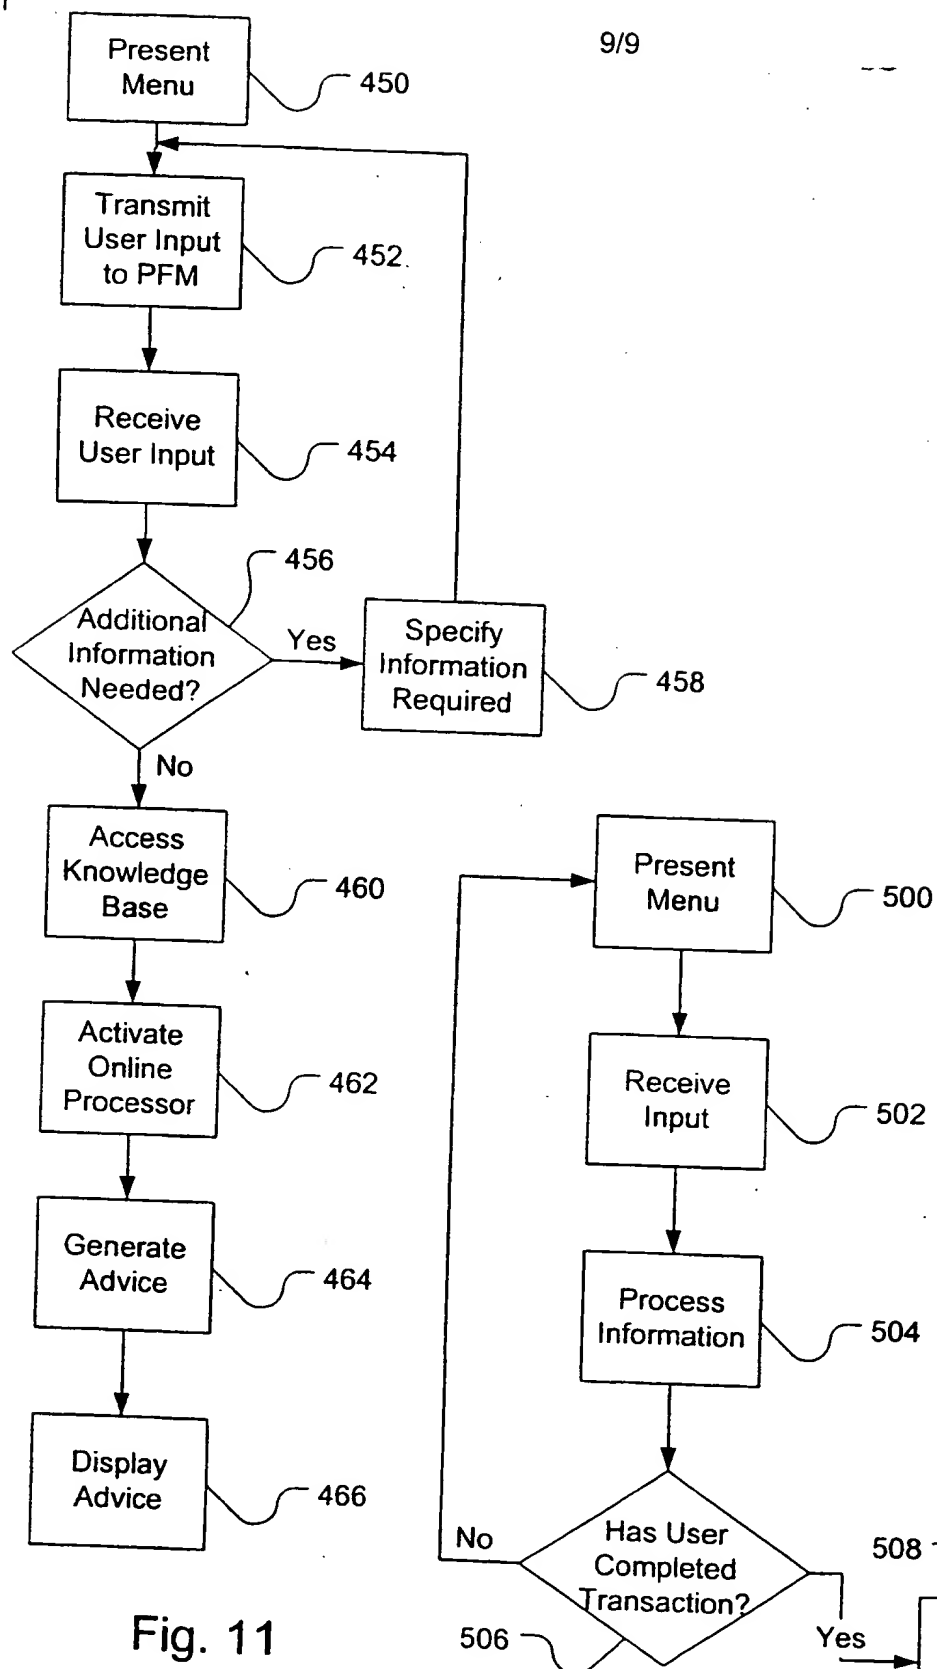 9/9
Present
Menu
450
Transmit
User Input
to PFM
452
Receive
User Input
454
456
Additional
Information
Needed?
Yes
Specify
Information
Required
458
No
Access
Knowledge
Base
460
Activate
Online
Processor
462
Generate
Advice
464
Display
Advice
466
Fig. 11
Present
Menu
500
Receive
Input
502
Process
Information
504
Has User
Completed
Transaction?
No
506
Yes
508